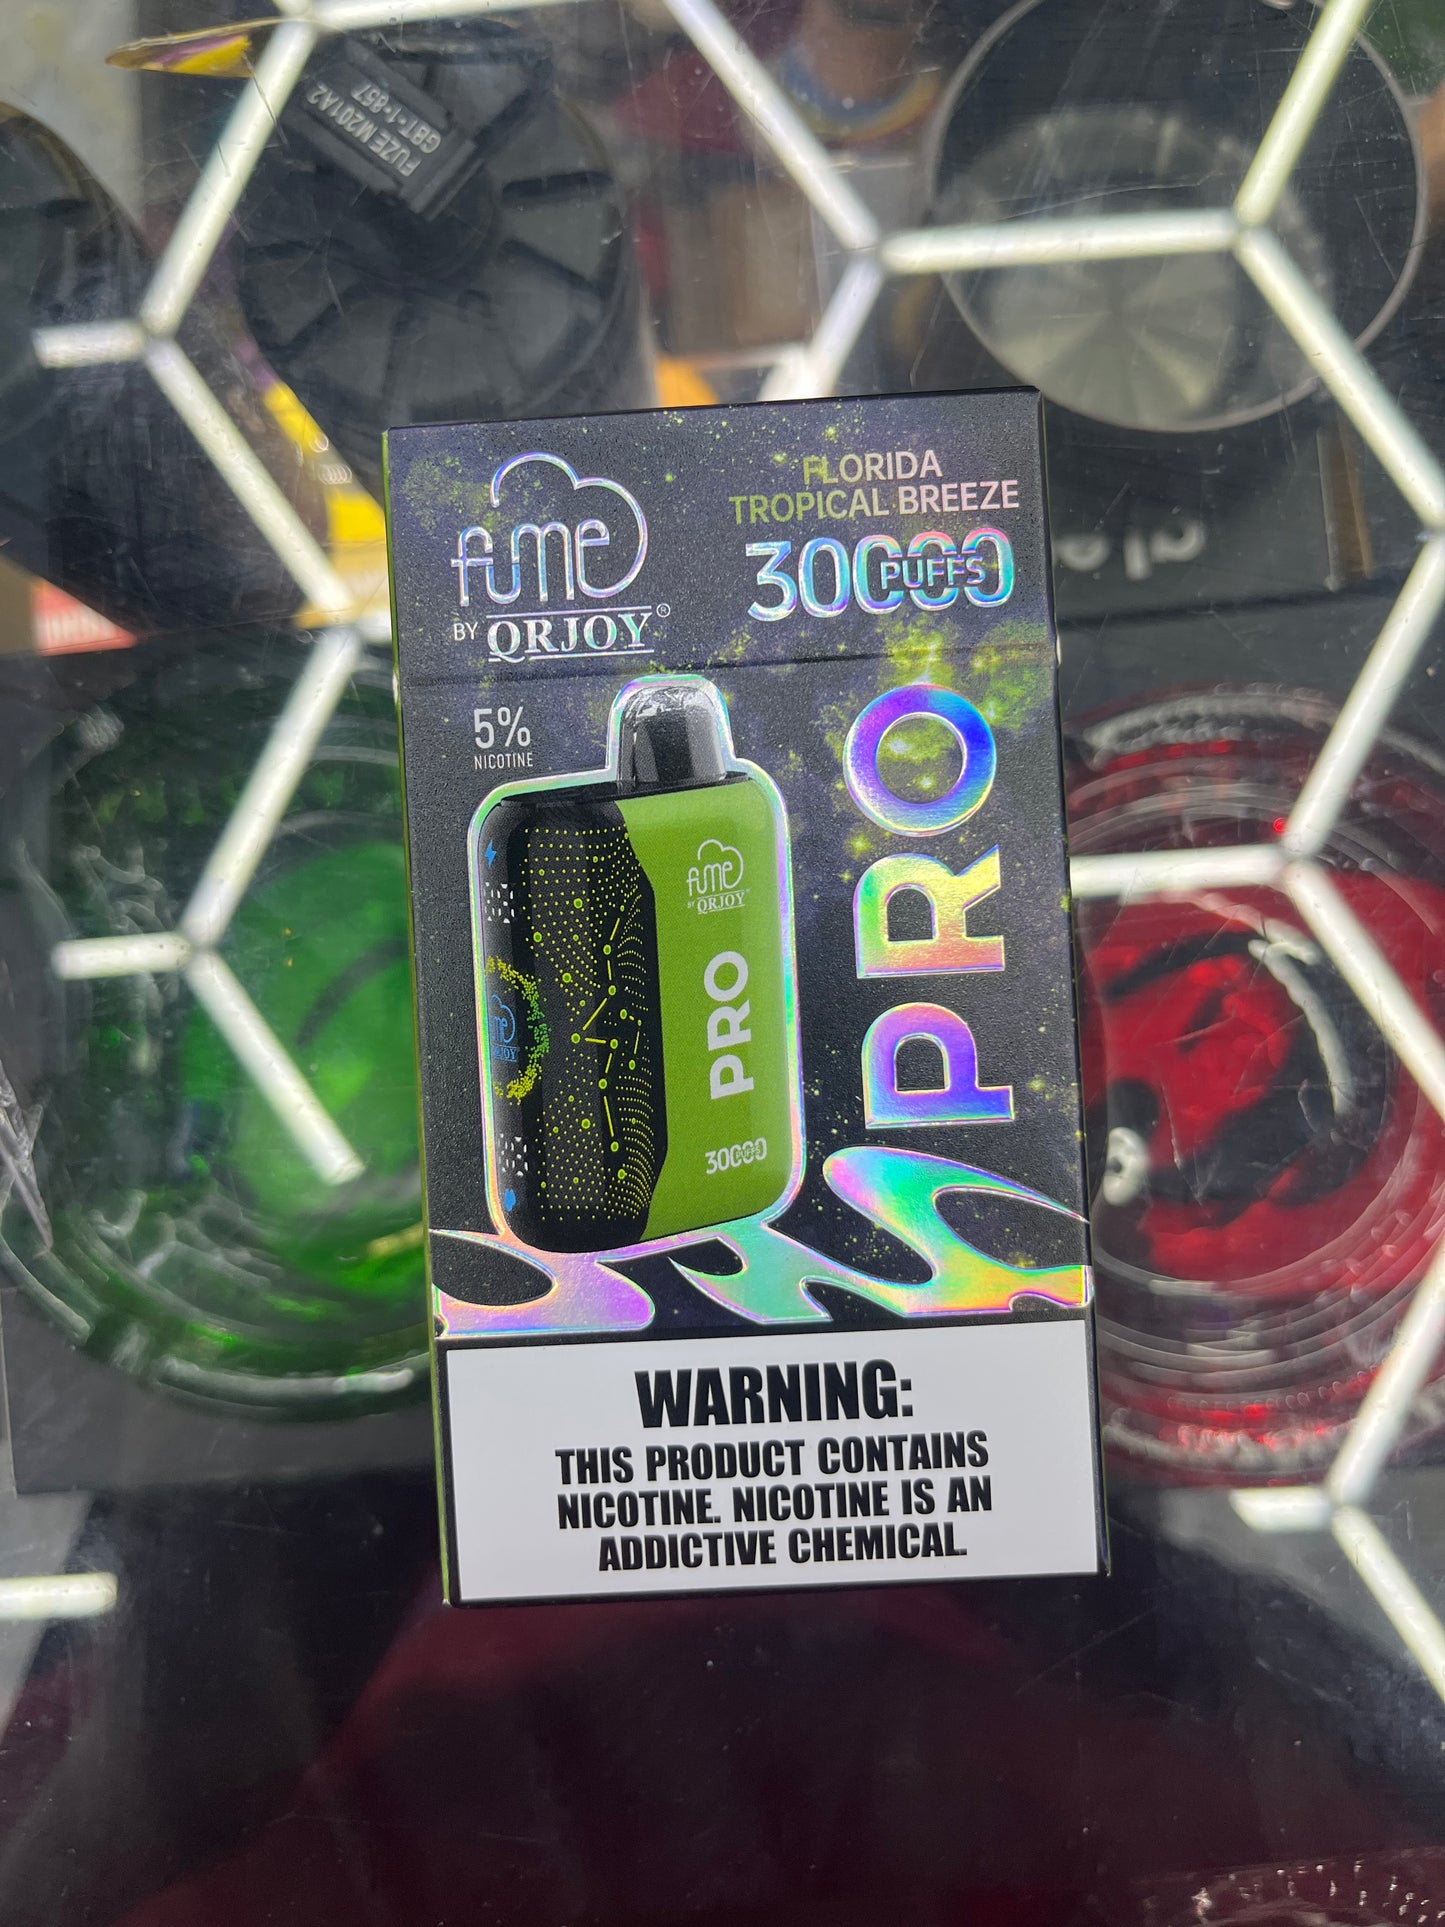 FUZE M201A2
GBT-1-857
fume
BY QRJOY®
FLORIDA
TROPICAL BREEZE
30000
PUFFS
5%
NICOTINE
PRO
fume
BY QRJOY
PRO
30000
PUFFS
WARNING:
THIS PRODUCT CONTAINS
NICOTINE. NICOTINE IS AN
ADDICTIVE CHEMICAL.